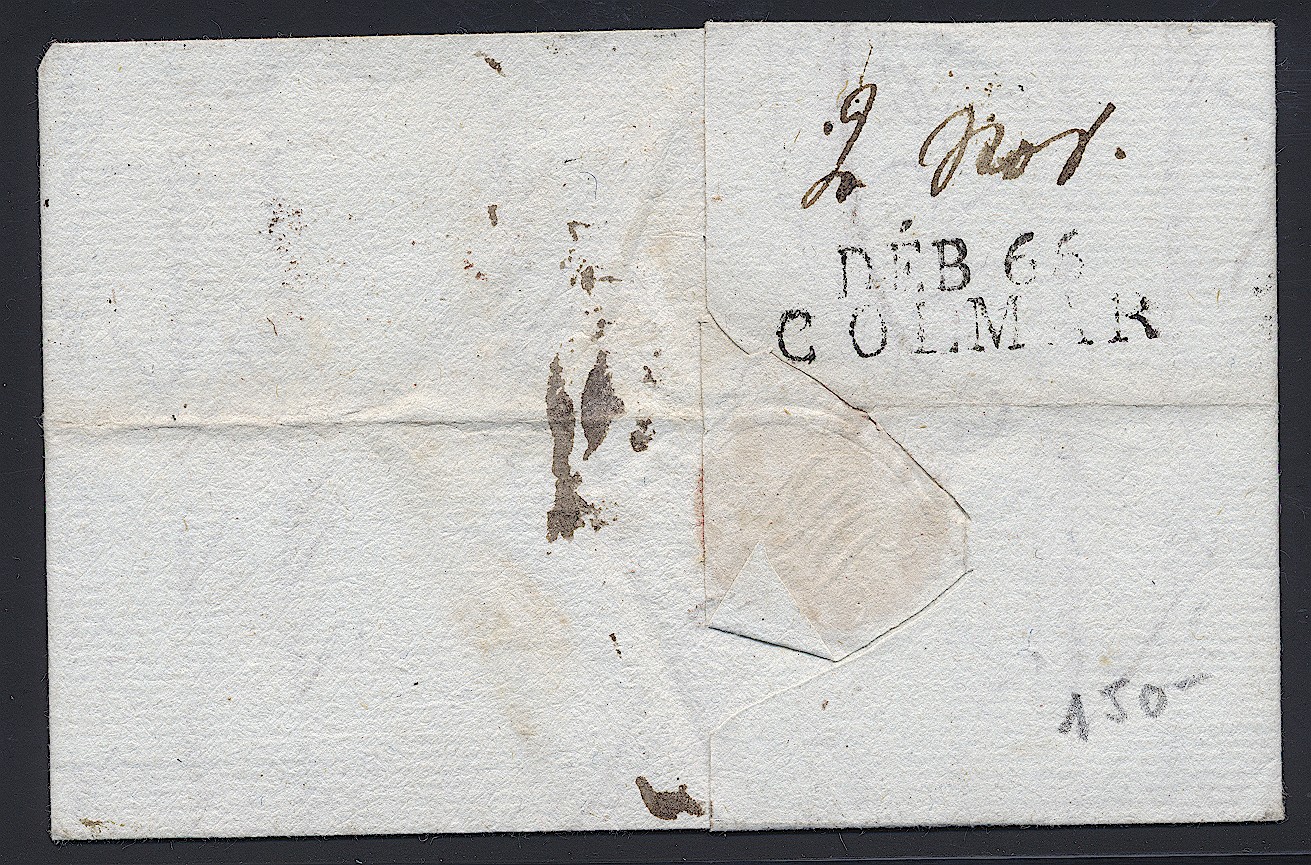 2 Nov.
DÉB 66
COLMAR
150-